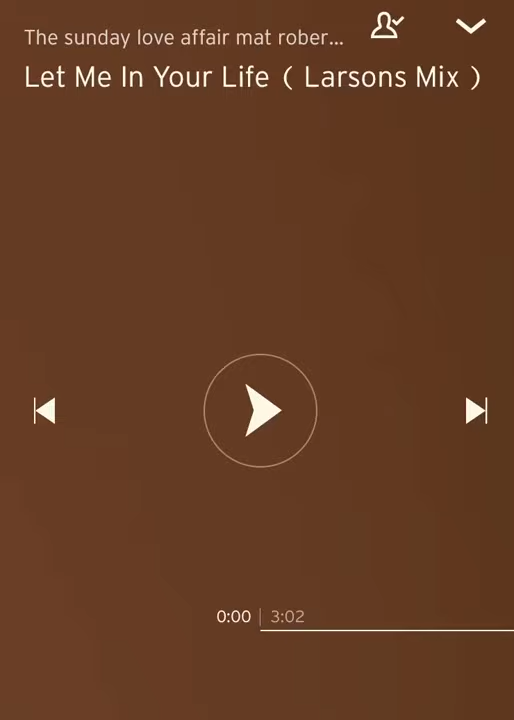 The sunday love affair mat rober...
Let Me In Your Life ( Larsons Mix )
0:00 | 3:02